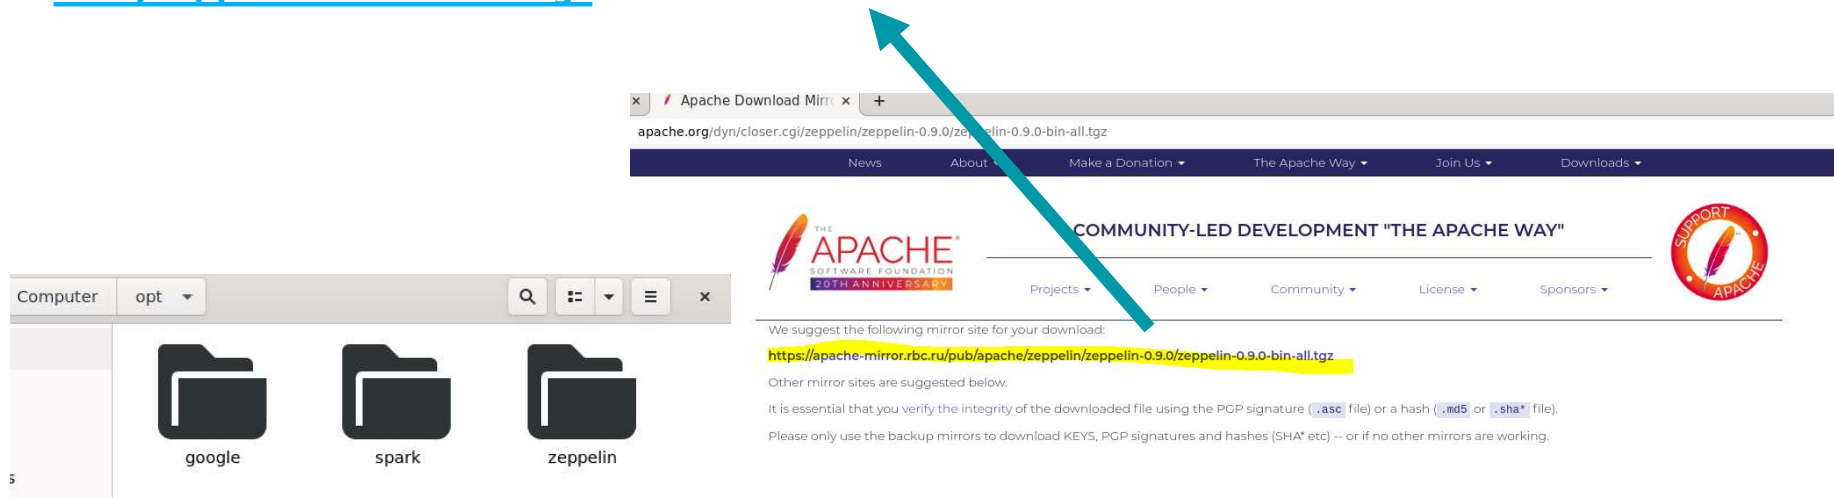 Apache Download Mirr
apache.org/dyn/closer.cgi/zeppelin/zeppelin-0.9.0/zeppelin-0.9.0-bin-all.tgz
News About Make a Donation The Apache Way Join Us Downloads
THE
APACHE®
SOFTWARE FOUNDATION
20TH ANNIVERSARY
COMMUNITY-LED DEVELOPMENT "THE APACHE WAY"
SUPPORT
APACHE
Projects People Community License Sponsors
We suggest the following mirror site for your download:
https://apache-mirror.rbc.ru/pub/apache/zeppelin/zeppelin-0.9.0/zeppelin-0.9.0-bin-all.tgz
Other mirror sites are suggested below.
It is essential that you verify the integrity of the downloaded file using the PGP signature ( .asc file) or a hash ( .md5 or .sha* file).
Please only use the backup mirrors to download KEYS, PGP signatures and hashes (SHA* etc) -- or if no other mirrors are working.
Computer opt
google spark zeppelin